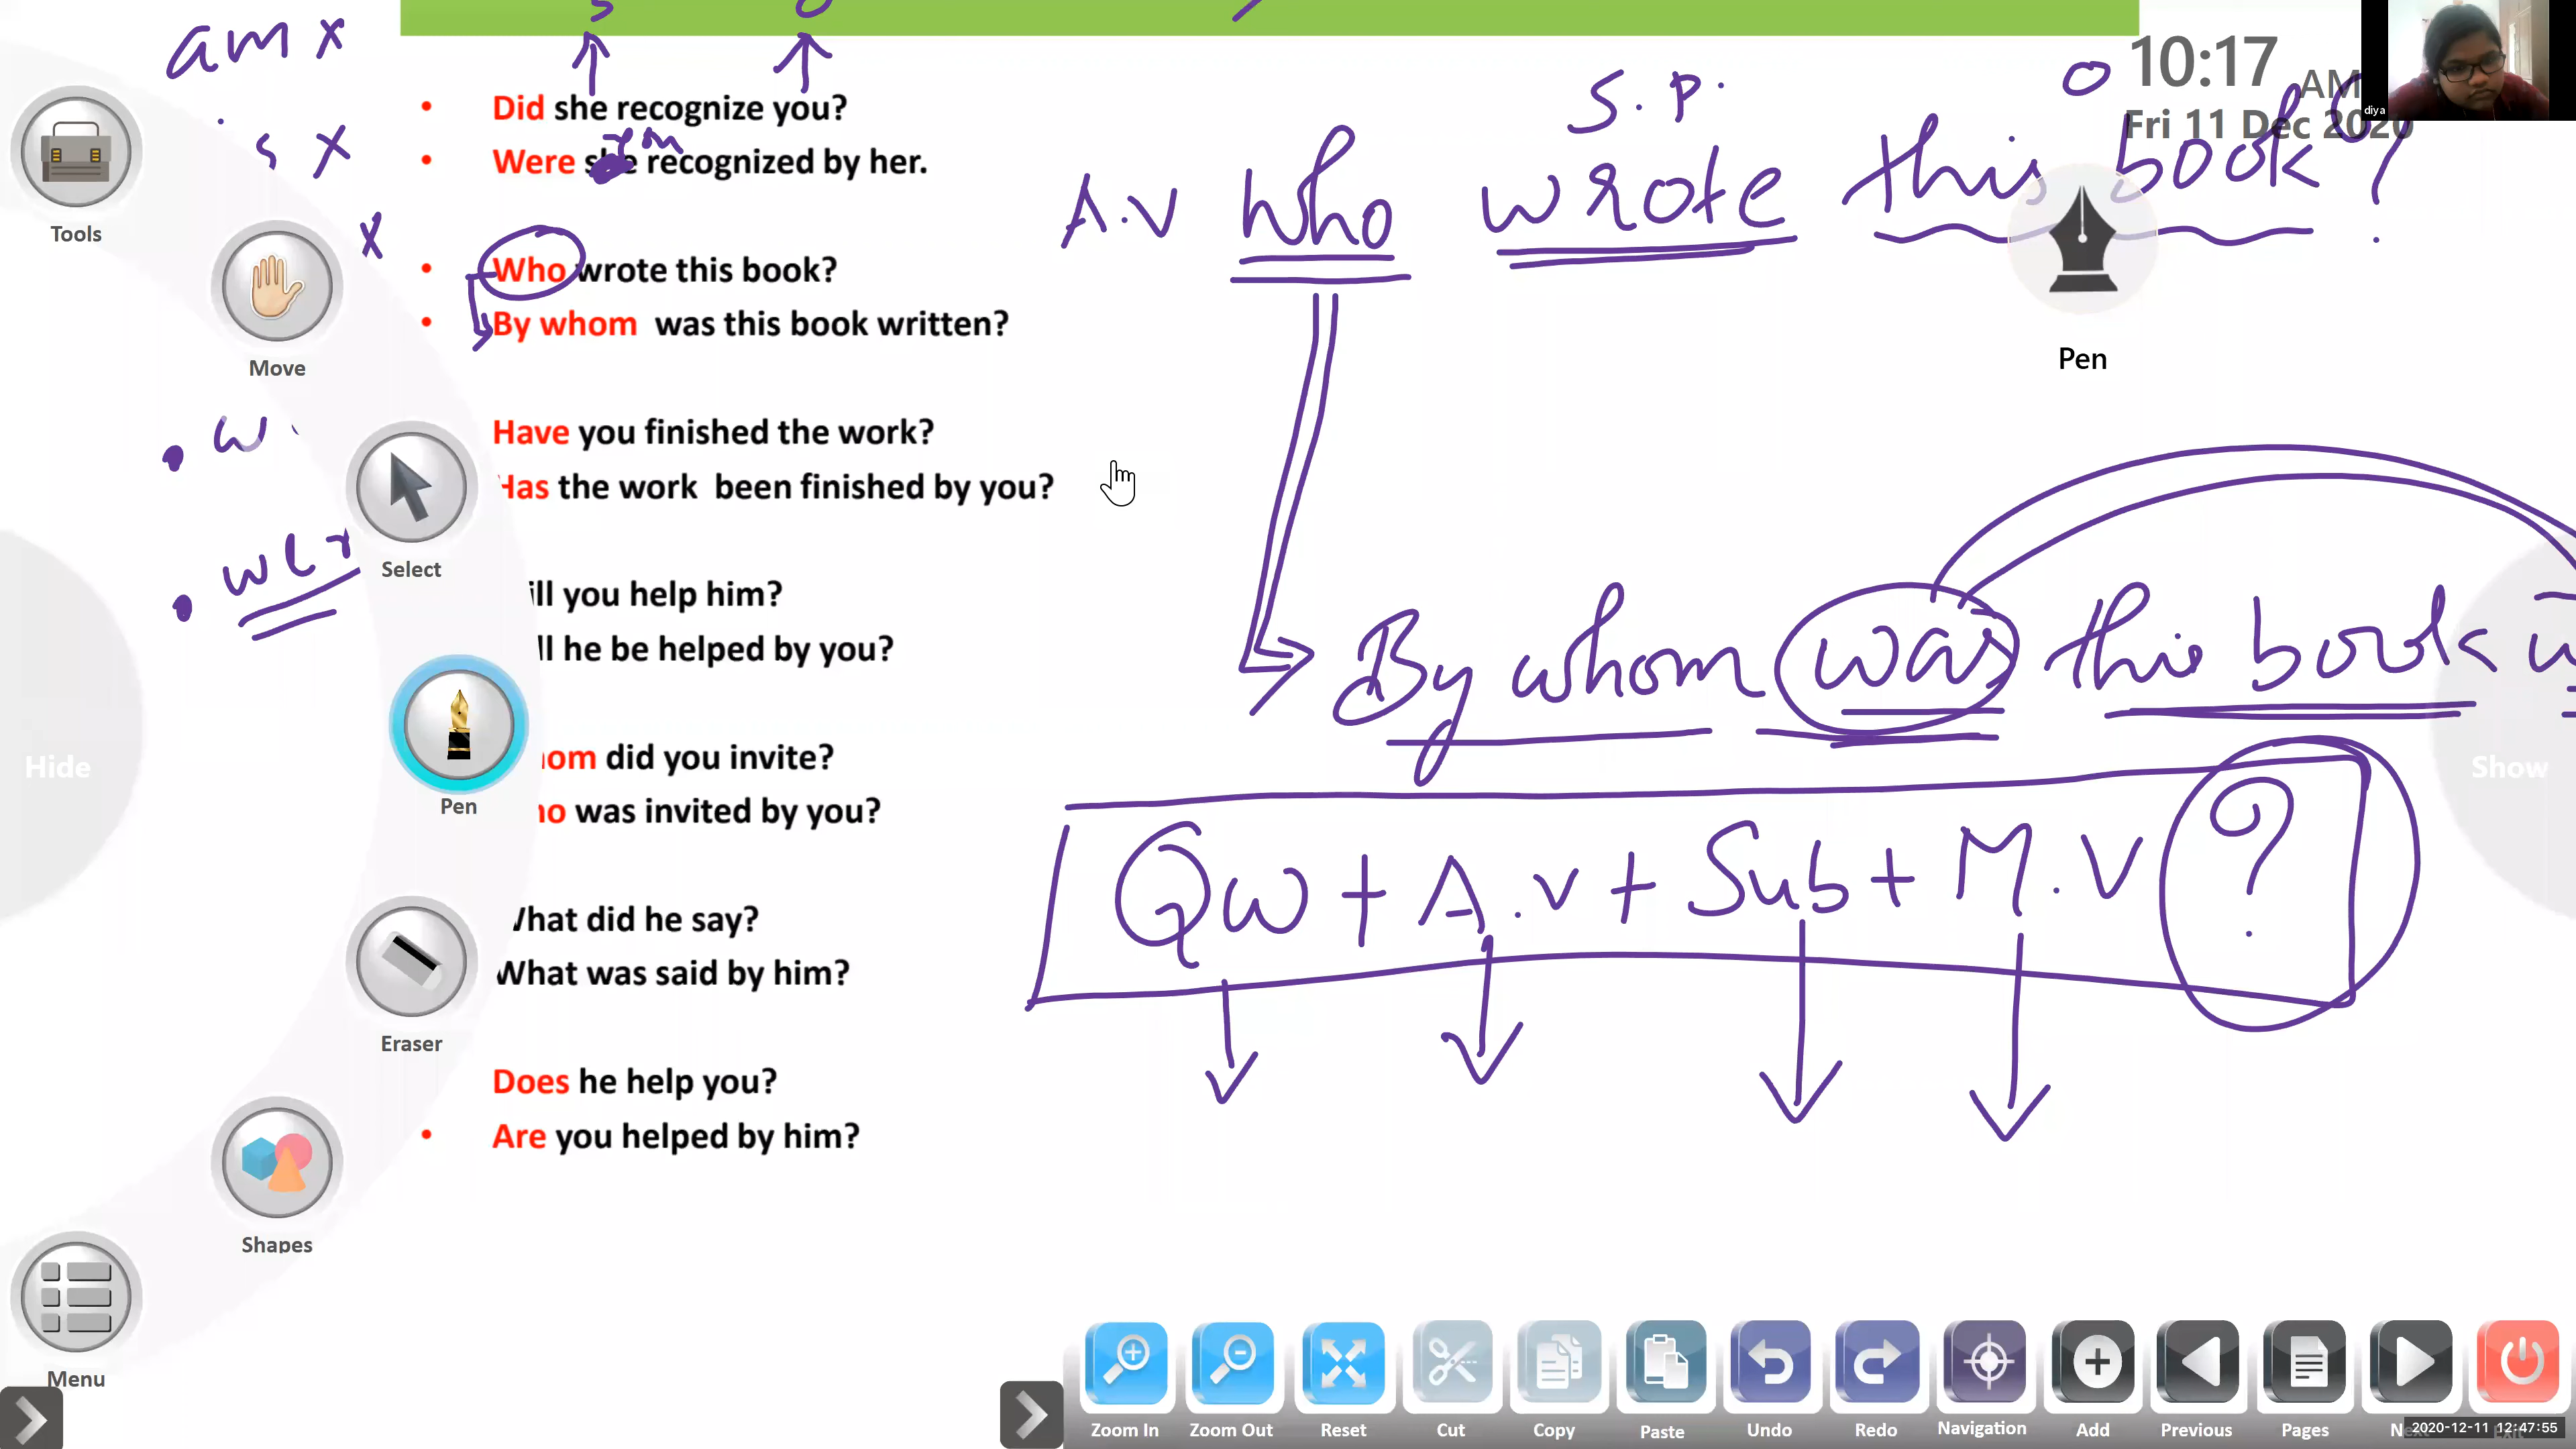 am x
s x
x
10:17 AM
Fri 11 Dec 2020
diya
Tools
Move
Select
Pen
Eraser
Shapes
Menu
Hide
Did she recognize you?
you
Were she recognized by her.
Who wrote this book?
By whom was this book written?
Have you finished the work?
Has the work been finished by you?
ill you help him?
ll he be helped by you?
om did you invite?
ho was invited by you?
What did he say?
What was said by him?
Does he help you?
Are you helped by him?
S.P. O
A.V Who wrote this book?
Pen
By whom was this book
Show
QW + A.V + Sub + M.V ?
Zoom In Zoom Out Reset Cut Copy Paste Undo Redo Navigation Add Previous Pages
2020-12-11 12:47:55